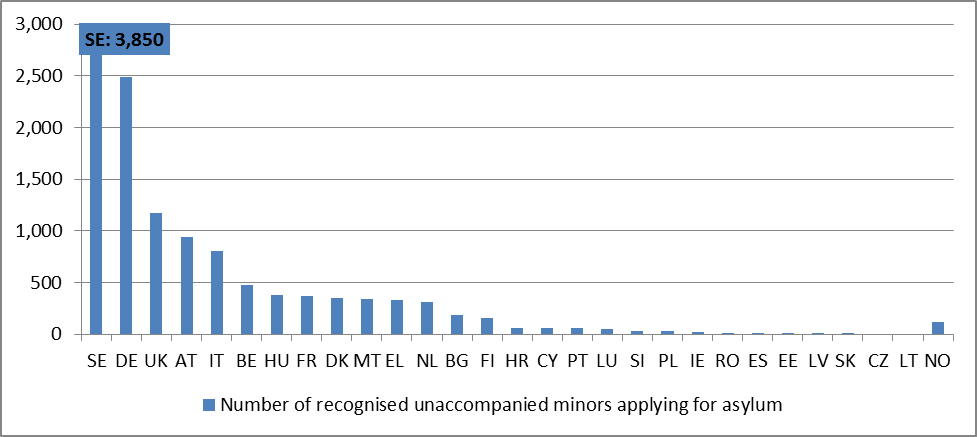 3,000
SE: 3,850
2,500
2,000
1,500
1,000
500
0
SE DE UK AT IT BE HU FR DK MT EL NL BG FI HR CY PT LU SI PL IE RO ES EE LV SK CZ LT NO
Number of recognised unaccompanied minors applying for asylum